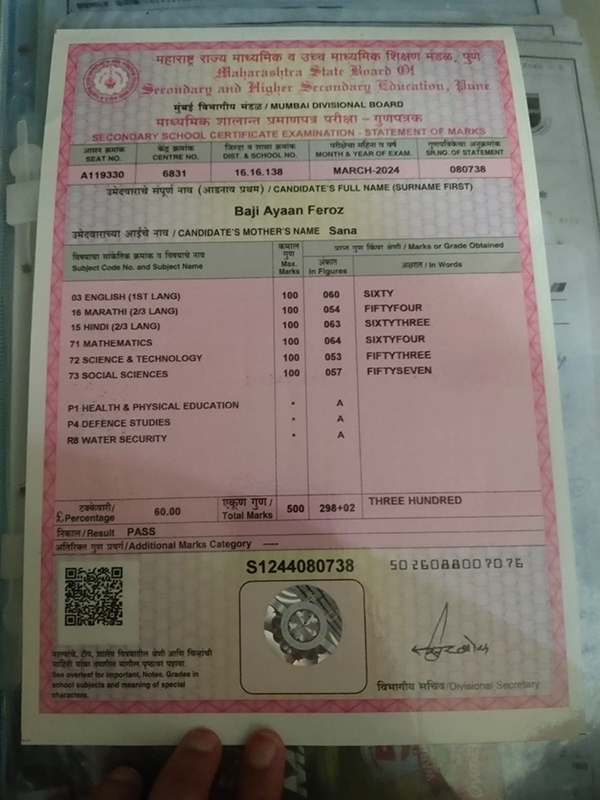 महाराष्ट्र राज्य माध्यमिक व उच्च माध्यमिक शिक्षण मंडळ, पुणे
Maharashtra State Board Of
Secondary and Higher Secondary Education, Pune
मुंबई विभागीय मंडळ / MUMBAI DIVISIONAL BOARD
माध्यमिक शालान्त प्रमाणपत्र परीक्षा - गुणपत्रक
SECONDARY SCHOOL CERTIFICATE EXAMINATION - STATEMENT OF MARKS
आसन क्रमांक केंद्र क्रमांक जिल्हा व शाळा क्रमांक परीक्षेचा महिना व वर्ष गुणपत्रिकेचा अनुक्रमांक
SEAT NO. CENTRE NO. DIST. & SCHOOL NO. MONTH & YEAR OF EXAM. SR.NO. OF STATEMENT
A119330 6831 16.16.138 MARCH-2024 080738
उमेदवाराचे संपूर्ण नाव (आडनाव प्रथम) / CANDIDATE'S FULL NAME (SURNAME FIRST)
Baji Ayaan Feroz
उमेदवाराच्या आईचे नाव / CANDIDATE'S MOTHER'S NAME Sana
विषयाचा सांकेतिक क्रमांक व विषयाचे नाव कमाल गुण प्राप्त गुण किंवा श्रेणी / Marks or Grade Obtained
Subject Code No. and Subject Name Max. Marks अंकात In Figures अक्षरात / In Words
03 ENGLISH (1ST LANG) 100 060 SIXTY
16 MARATHI (2/3 LANG) 100 054 FIFTYFOUR
15 HINDI (2/3 LANG) 100 063 SIXTYTHREE
71 MATHEMATICS 100 064 SIXTYFOUR
72 SCIENCE & TECHNOLOGY 100 053 FIFTYTHREE
73 SOCIAL SCIENCES 100 057 FIFTYSEVEN
P1 HEALTH & PHYSICAL EDUCATION * A
P4 DEFENCE STUDIES * A
R8 WATER SECURITY * A
टक्केवारी/ £Percentage 60.00 एकूण गुण / Total Marks 500 298+02 THREE HUNDRED
निकाल/Result PASS
अतिरिक्त गुण प्रवर्ग/Additional Marks Category —
S1244080738 5026088007076
See overleaf for Important, Notes, Grades in
school subjects and meaning of special
characters.
विभागीय सचिव/Divisional Secretary